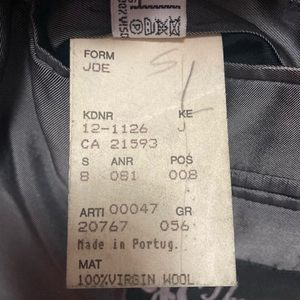 FORM
JOE
KDNR KE
12-1126 J
CA 21593
S ANR POS
B 081 008
ARTI 00047 GR
20767 056
Made in Portug.
MAT
100%VIRGIN WOOL